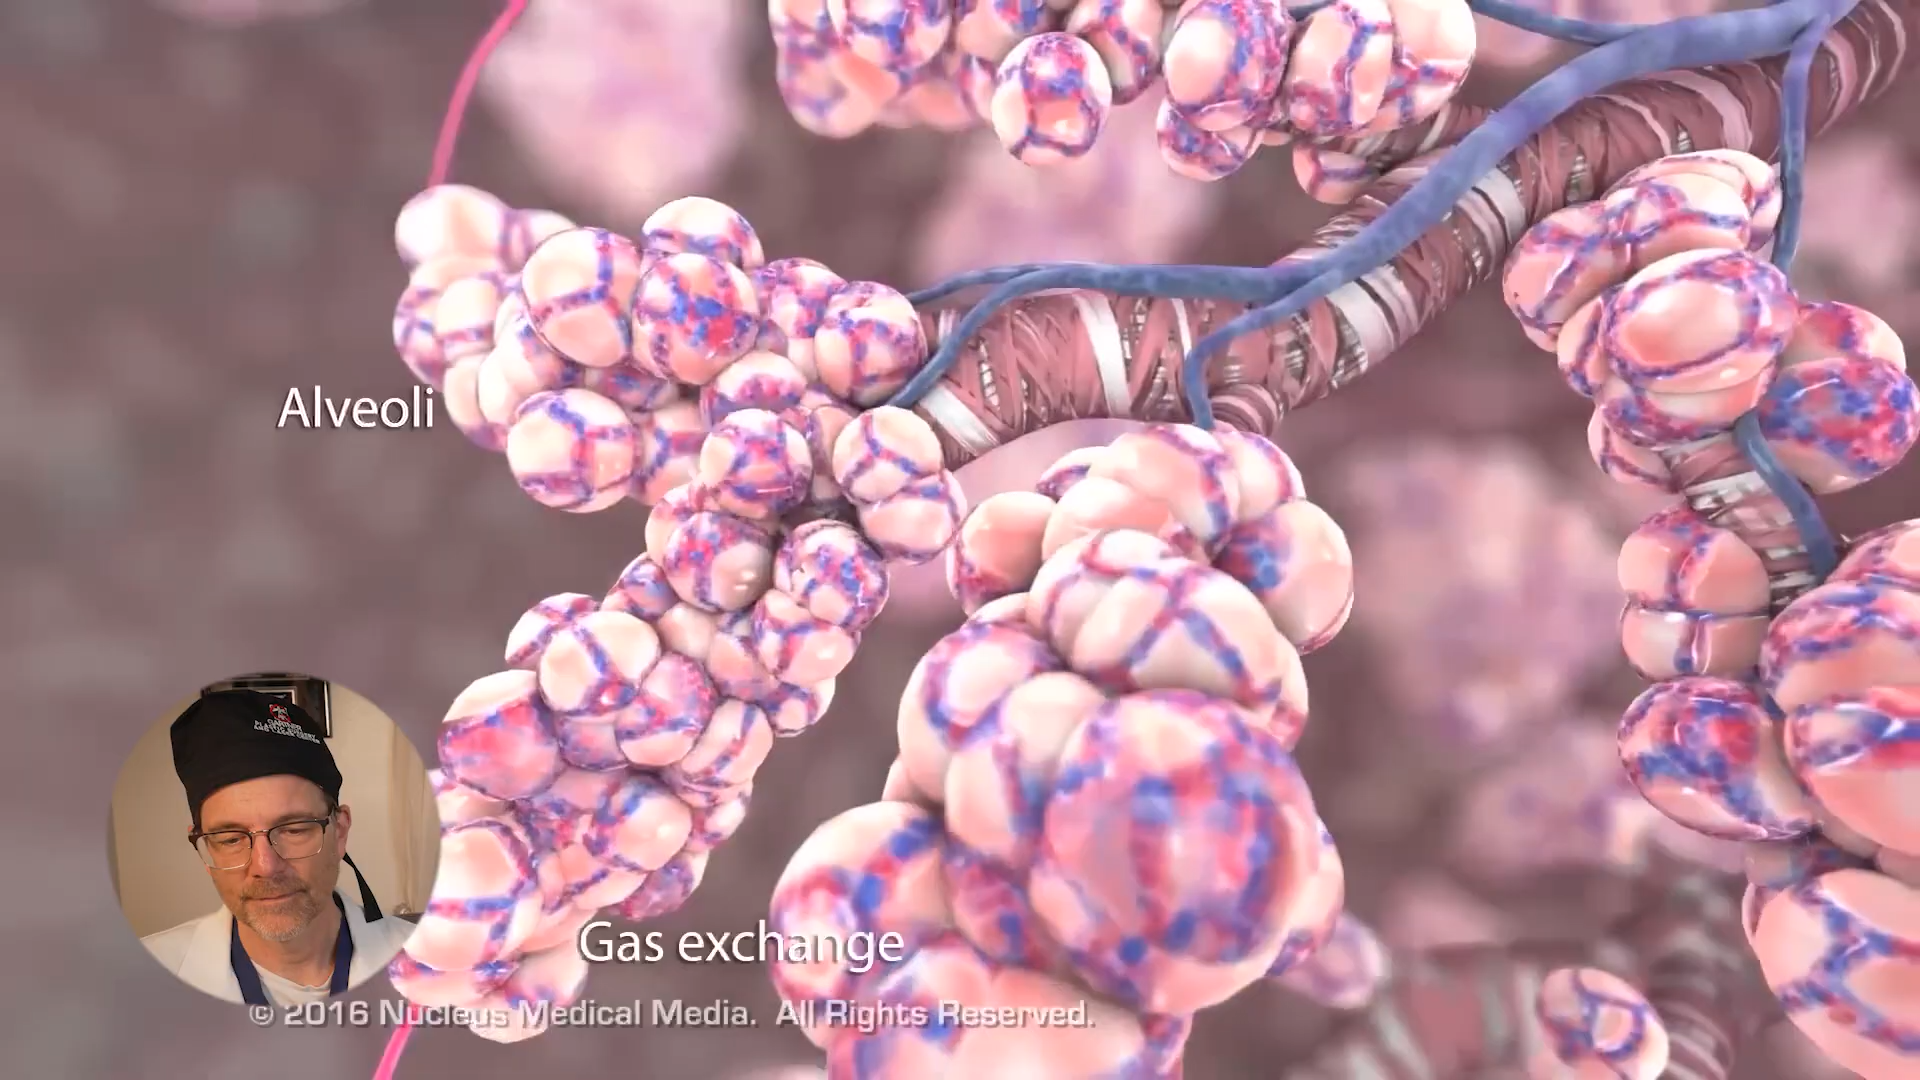 Alveoli
Gas exchange
© 2016 Nucleus Medical Media. All Rights Reserved.